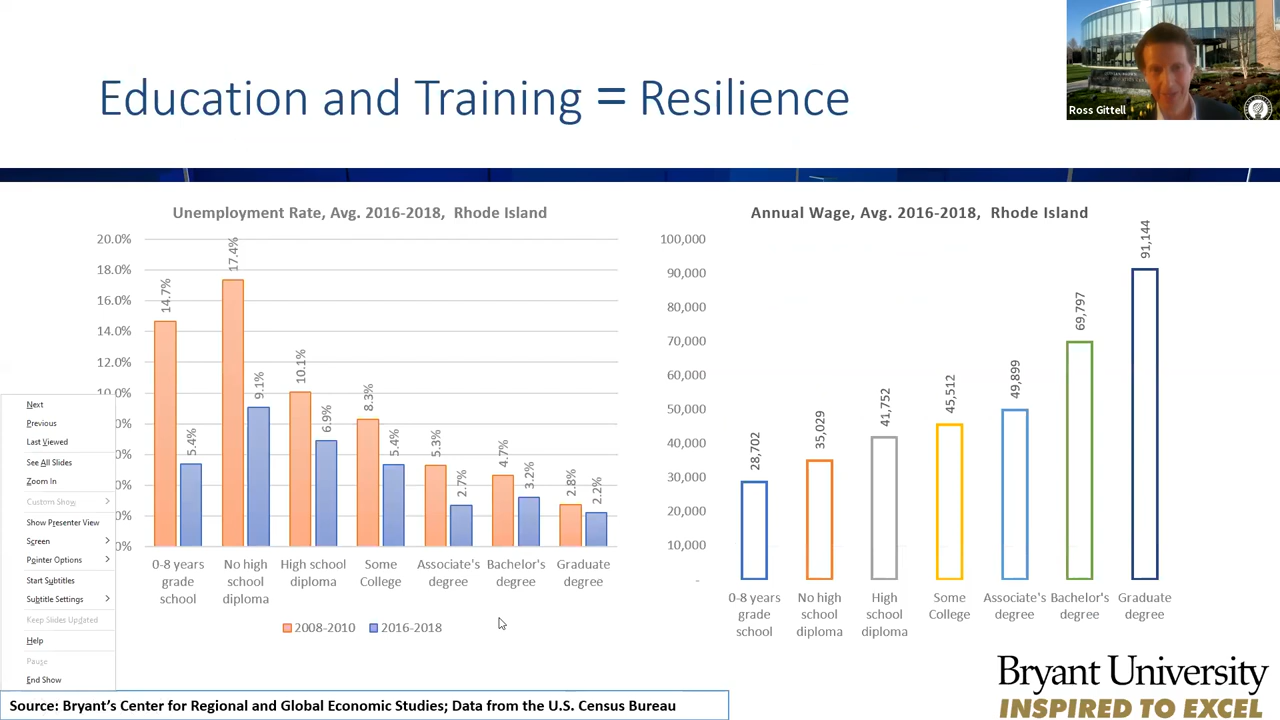 Education and Training = Resilience
Ross Gittell
Unemployment Rate, Avg. 2016-2018, Rhode Island
20.0%
18.0%
16.0%
14.0%
12.0%
10.0%
0%
0%
0%
0%
0%
14.7%
5.4%
17.4%
9.1%
10.1%
6.9%
8.3%
5.4%
5.3%
2.7%
4.7%
3.2%
2.8%
2.2%
0-8 years
grade
school
No high
school
diploma
High school
diploma
Some
College
Associate's
degree
Bachelor's
degree
Graduate
degree
2008-2010
2016-2018
Annual Wage, Avg. 2016-2018, Rhode Island
100,000
90,000
80,000
70,000
60,000
50,000
40,000
30,000
20,000
10,000
-
28,702
35,029
41,752
45,512
49,899
69,797
91,144
0-8 years
grade
school
No high
school
diploma
High
school
diploma
Some
College
Associate's
degree
Bachelor's
degree
Graduate
degree
Next
Previous
Last Viewed
See All Slides
Zoom In
Custom Show
Show Presenter View
Screen
Pointer Options
Start Subtitles
Subtitle Settings
Keep Slides Updated
Help
Pause
End Show
Source: Bryant's Center for Regional and Global Economic Studies; Data from the U.S. Census Bureau
Bryant University
INSPIRED TO EXCEL